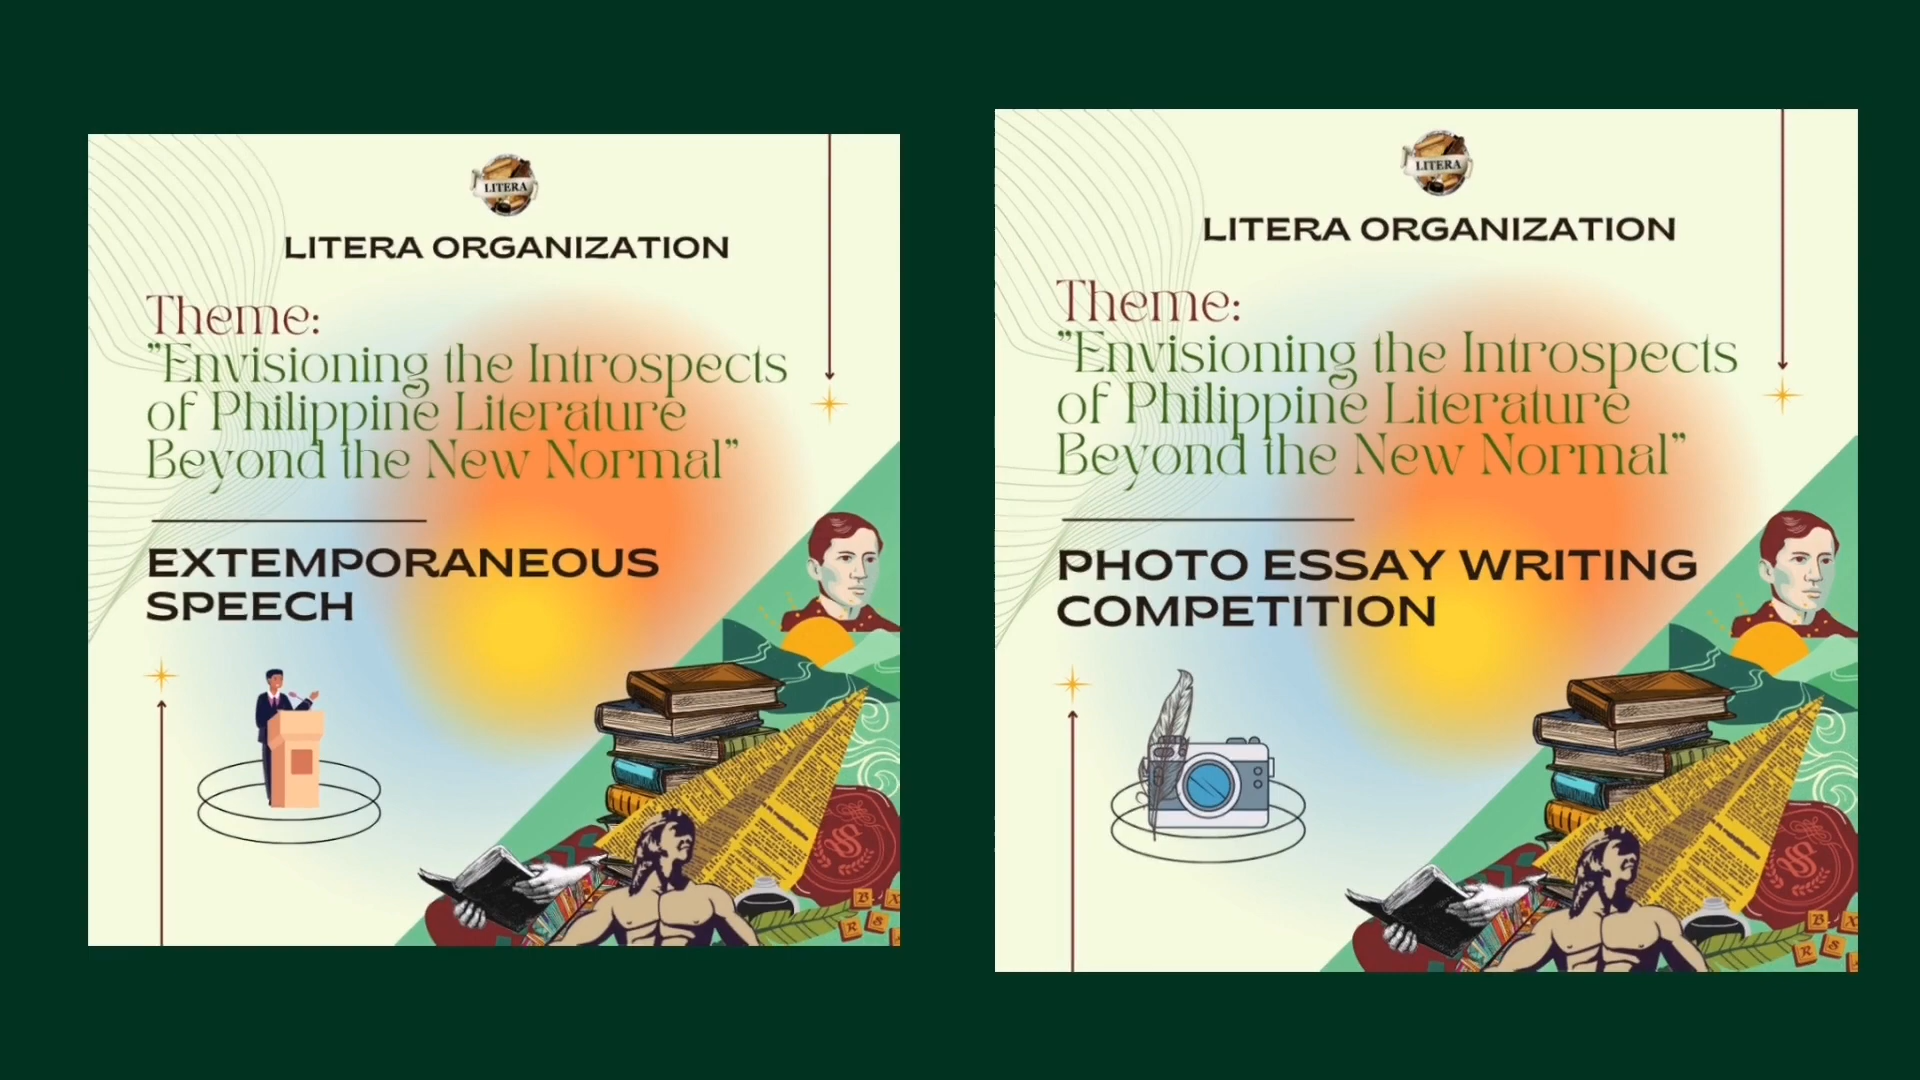 LITERA
LITERA ORGANIZATION
Theme:
"Envisioning the Introspects
of Philippine Literature
Beyond the New Normal"
EXTEMPORANEOUS
SPEECH
B X
R S
LITERA
LITERA ORGANIZATION
Theme:
"Envisioning the Introspects
of Philippine Literature
Beyond the New Normal"
PHOTO ESSAY WRITING
COMPETITION
B X
R S